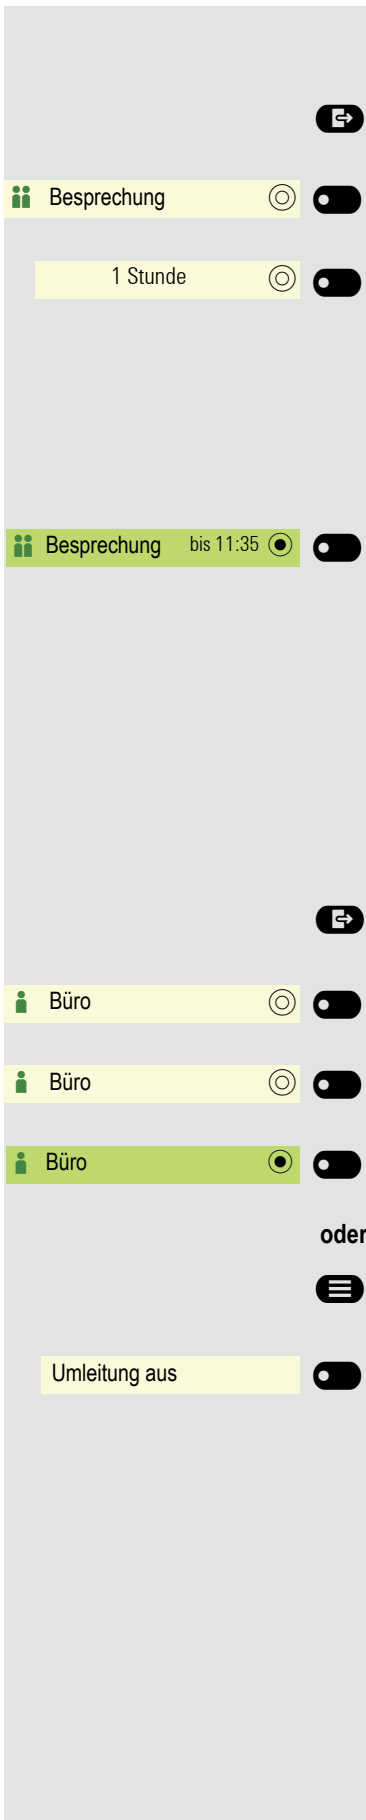 Besprechung
1 Stunde
Besprechung bis 11:35
Büro
Büro
Büro
oder
Umleitung aus